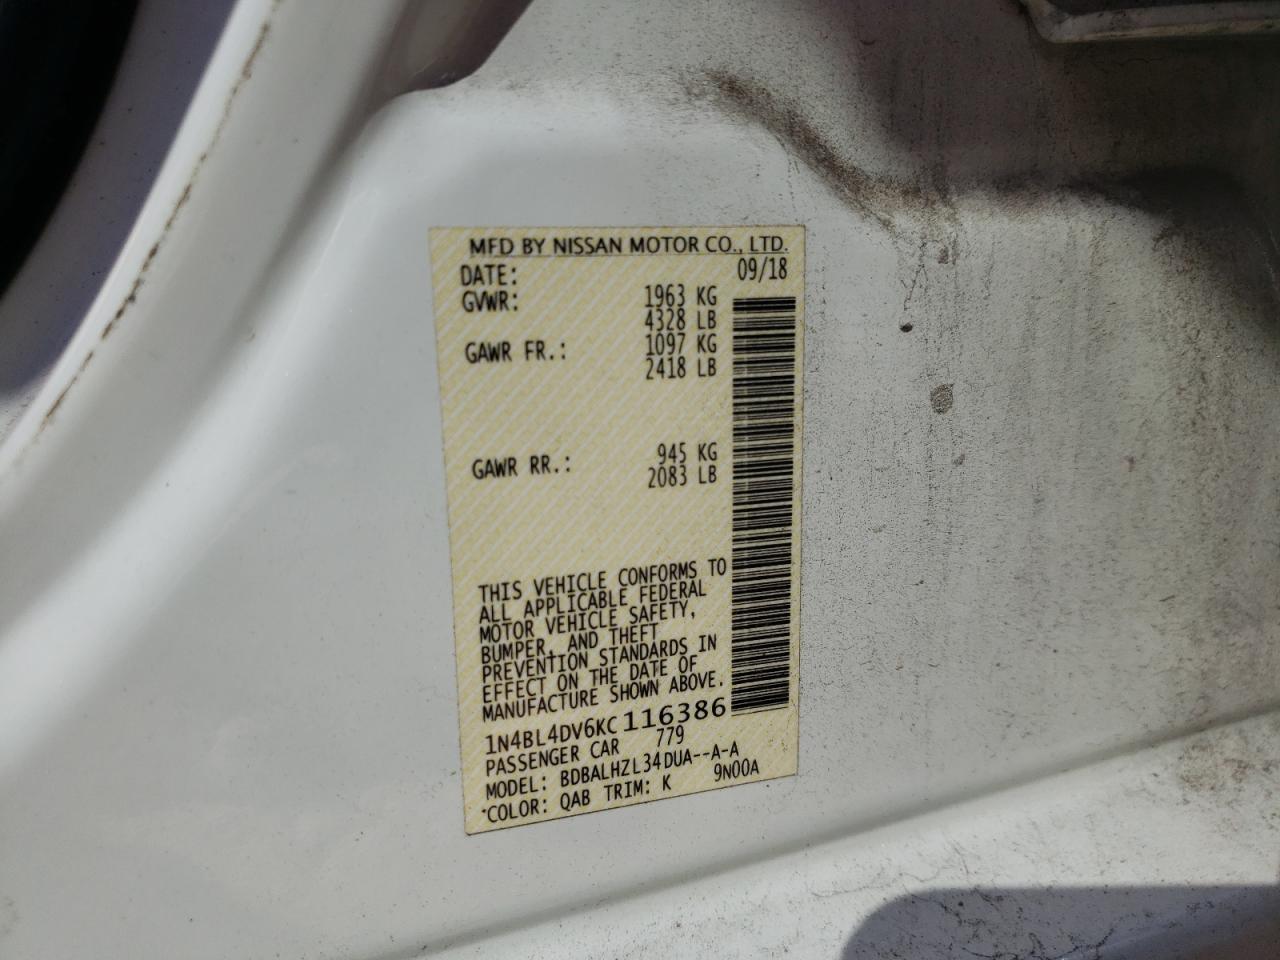 MFD BY NISSAN MOTOR CO., LTD.
DATE: 09/18
GVWR: 1963 KG
4328 LB
GAWR FR.: 1097 KG
2418 LB
GAWR RR.: 945 KG
2083 LB
THIS VEHICLE CONFORMS TO
ALL APPLICABLE FEDERAL
MOTOR VEHICLE SAFETY,
BUMPER, AND THEFT
PREVENTION STANDARDS IN
EFFECT ON THE DATE OF
MANUFACTURE SHOWN ABOVE.
1N4BL4DV6KC116386
PASSENGER CAR 779
MODEL: BDBALHZL34DUA--A-A
*COLOR: QAB TRIM: K 9N00A